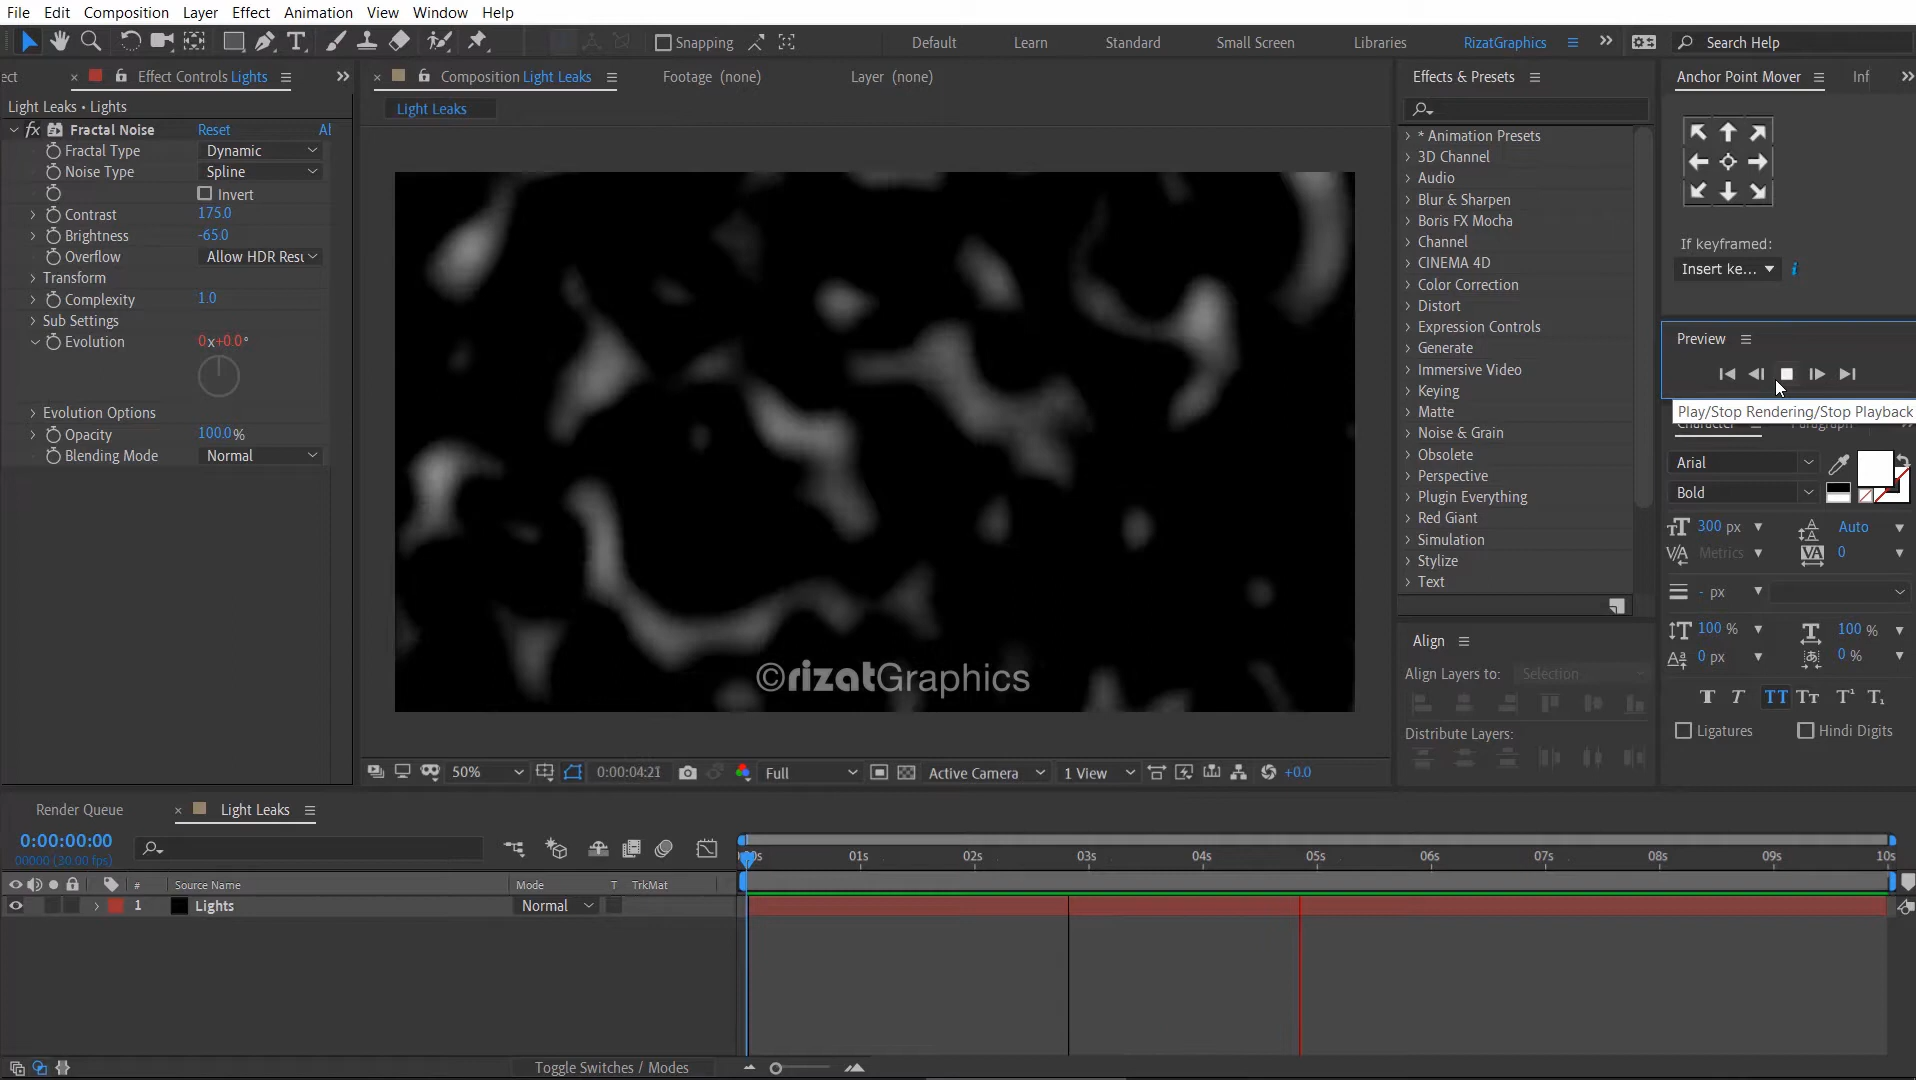 File Edit Composition Layer Effect Animation View Window Help
Snapping
Default Learn Standard Small Screen Libraries RizatGraphics Search Help
ect Effect Controls Lights
Composition Light Leaks Footage (none) Layer (none)
Light Leaks
Light Leaks • Lights
fx Fractal Noise Reset Al
Fractal Type Dynamic
Noise Type Spline
Invert
Contrast 175.0
Brightness -65.0
Overflow Allow HDR Resu
Transform
Complexity 1.0
Sub Settings
Evolution 0x+0.0°
Evolution Options
Opacity 100.0%
Blending Mode Normal
©rizatGraphics
50% 0:00:04:21 Full Active Camera 1 View +0.0
Effects & Presets
* Animation Presets
3D Channel
Audio
Blur & Sharpen
Boris FX Mocha
Channel
CINEMA 4D
Color Correction
Distort
Expression Controls
Generate
Immersive Video
Keying
Matte
Noise & Grain
Obsolete
Perspective
Plugin Everything
Red Giant
Simulation
Stylize
Text
Align
Align Layers to: Selection
Distribute Layers:
Anchor Point Mover Inf
If keyframed:
Insert ke...
Preview
Play/Stop Rendering/Stop Playback
Character Paragraph
Arial
Bold
300 px Auto
Metrics 0
- px
100 % 100 %
0 px 0 %
Ligatures Hindi Digits
Render Queue Light Leaks
0:00:00:00
00000 (30.00 fps)
01s 02s 03s 04s 05s 06s 07s 08s 09s 10s
# Source Name Mode T TrkMat
1 Lights Normal
Toggle Switches / Modes